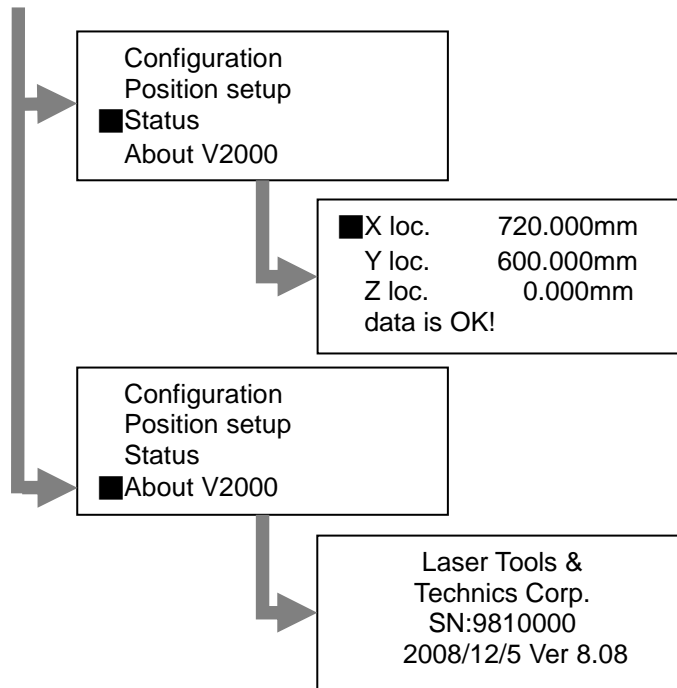 Configuration
Position setup
Status
About V2000
X loc. 720.000mm
Y loc. 600.000mm
Z loc. 0.000mm
data is OK!
Configuration
Position setup
Status
About V2000
Laser Tools &
Technics Corp.
SN:9810000
2008/12/5 Ver 8.08